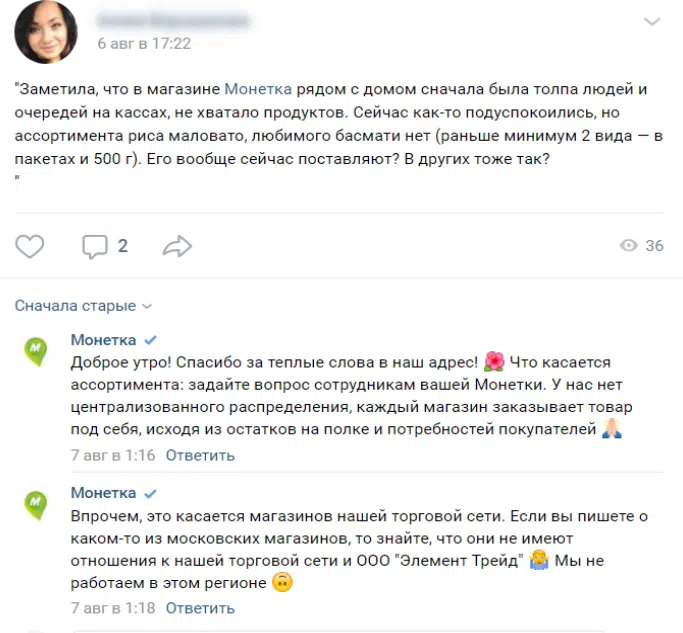 6 авг в 17:22
"Заметила, что в магазине Монетка рядом с домом сначала была толпа людей и
очередей на кассах, не хватало продуктов. Сейчас как-то подуспокоились, но
ассортимента риса маловато, любимого басмати нет (раньше минимум 2 вида — в
пакетах и 500 г). Его вообще сейчас поставляют? В других тоже так?
"
2
36
Сначала старые
Монетка
Доброе утро! Спасибо за теплые слова в наш адрес! 🌺 Что касается
ассортимента: задайте вопрос сотрудникам вашей Монетки. У нас нет
централизованного распределения, каждый магазин заказывает товар
под себя, исходя из остатков на полке и потребностей покупателей 🙏
7 авг в 1:16 Ответить
Монетка
Впрочем, это касается магазинов нашей торговой сети. Если вы пишете о
каком-то из московских магазинов, то знайте, что они не имеют
отношения к нашей торговой сети и ООО "Элемент Трейд" 🤷 Мы не
работаем в этом регионе 🙃
7 авг в 1:18 Ответить